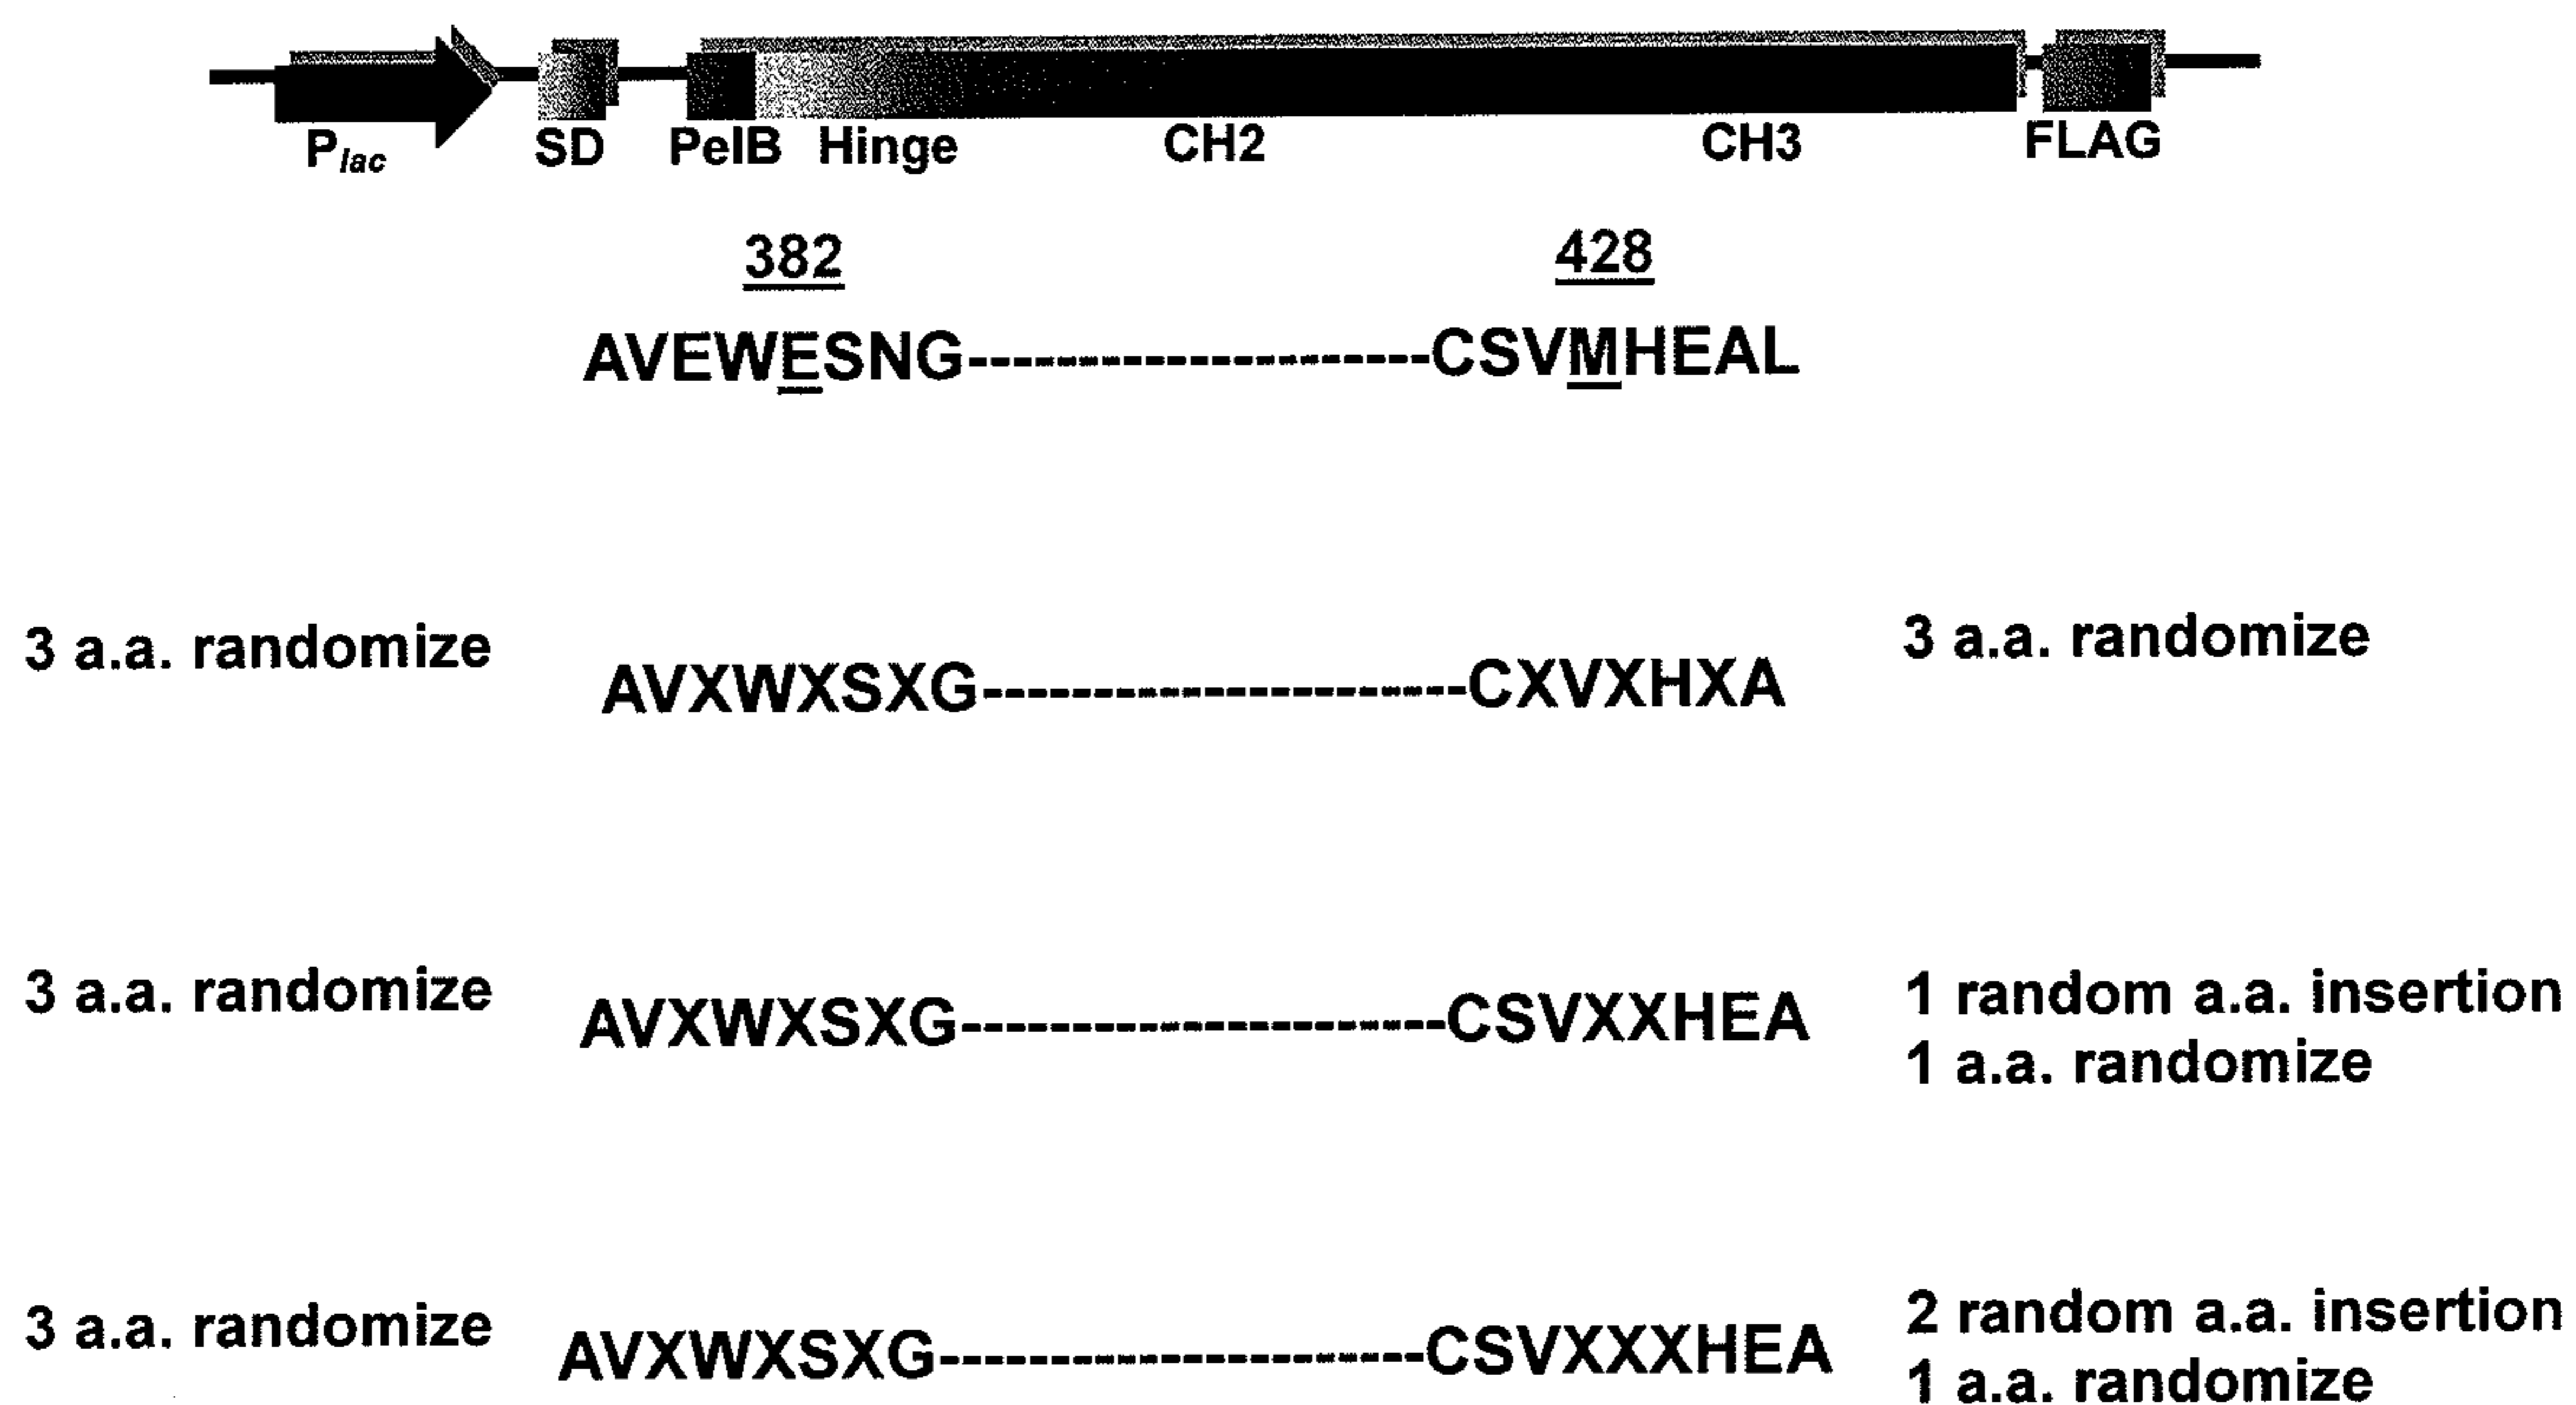 Plac SD PelB Hinge CH2 CH3 FLAG
382 428
AVEWESNG---------------------CSVMHEAL
3 a.a. randomize AVXWXSXG----------------------CXVXHXA 3 a.a. randomize
3 a.a. randomize AVXWXSXG----------------------CSVXXHEA 1 random a.a. insertion
1 a.a. randomize
3 a.a. randomize AVXWXSXG----------------------CSVXXXHEA 2 random a.a. insertion
1 a.a. randomize